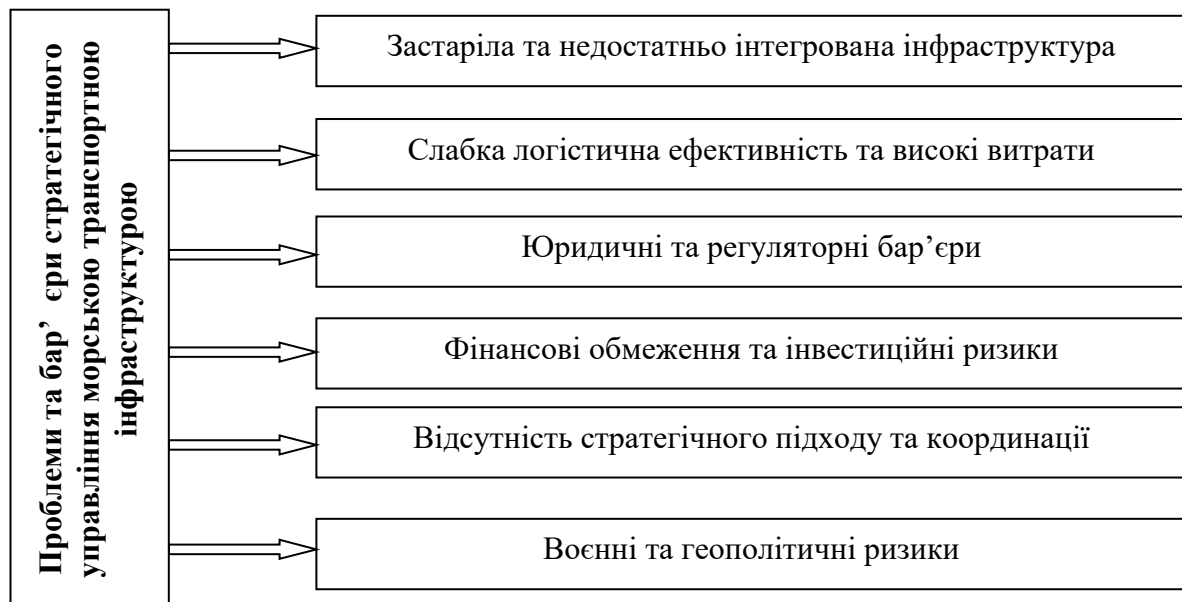 Проблеми та бар’ єри стратегічного
управління морською транспортною
інфраструктурою
Застаріла та недостатньо інтегрована інфраструктура
Слабка логістична ефективність та високі витрати
Юридичні та регуляторні бар’єри
Фінансові обмеження та інвестиційні ризики
Відсутність стратегічного підходу та координації
Воєнні та геополітичні ризики